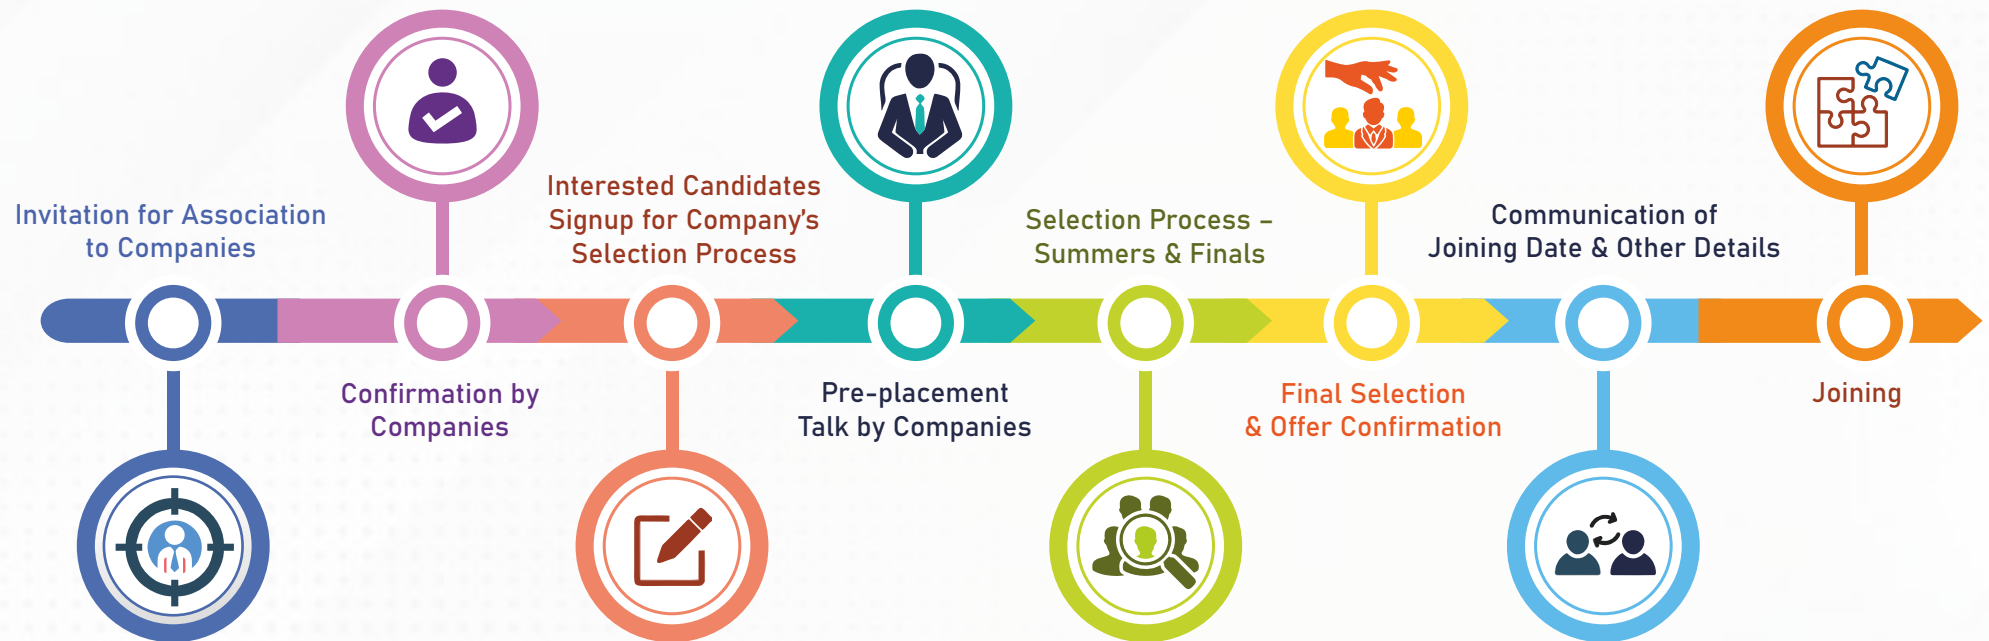 Invitation for Association
to Companies
Confirmation by
Companies
Interested Candidates
Signup for Company's
Selection Process
Pre-placement
Talk by Companies
Selection Process –
Summers & Finals
Final Selection
& Offer Confirmation
Communication of
Joining Date & Other Details
Joining